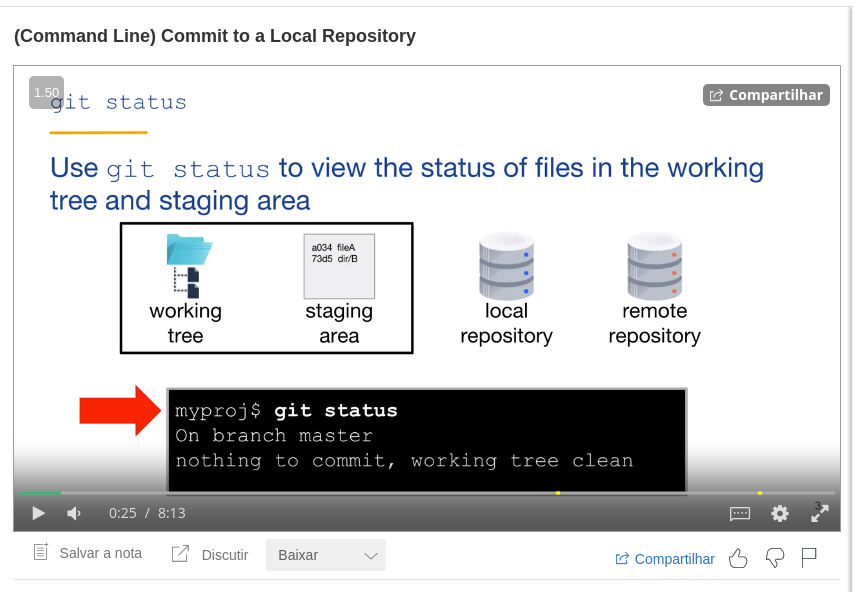 (Command Line) Commit to a Local Repository
1.50
git status
Compartilhar
Use git status to view the status of files in the working
tree and staging area
a034 fileA
73d5 dir/B
working
tree
staging
area
local
repository
remote
repository
myproj$ git status
On branch master
nothing to commit, working tree clean
0:25 / 8:13
3
Salvar a nota
Discutir
Baixar
Compartilhar